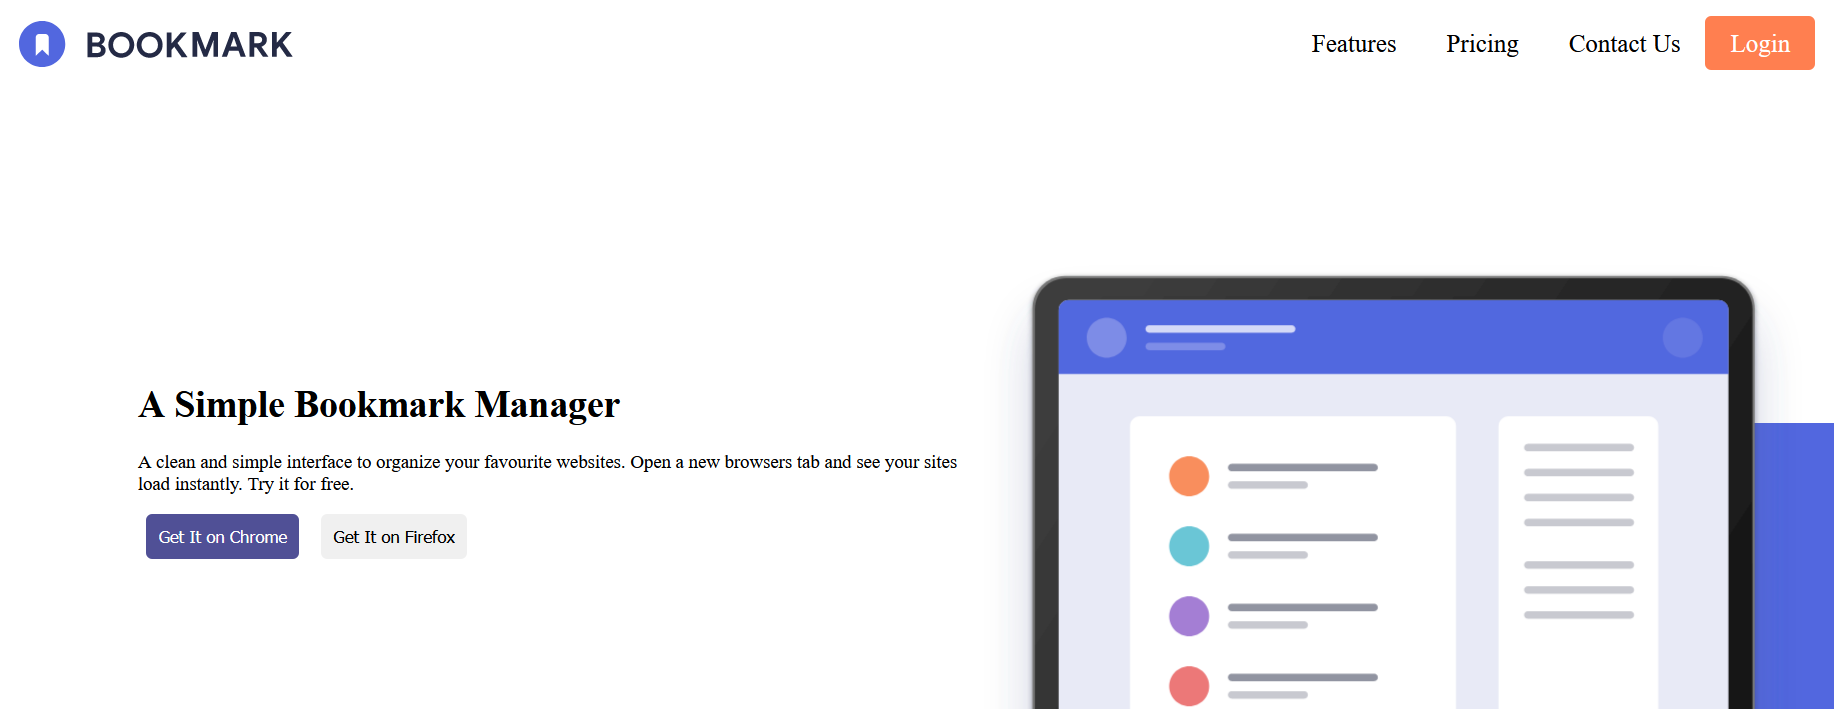 BOOKMARK
Features
Pricing
Contact Us
Login
A Simple Bookmark Manager
A clean and simple interface to organize your favourite websites. Open a new browsers tab and see your sites
load instantly. Try it for free.
Get It on Chrome
Get It on Firefox